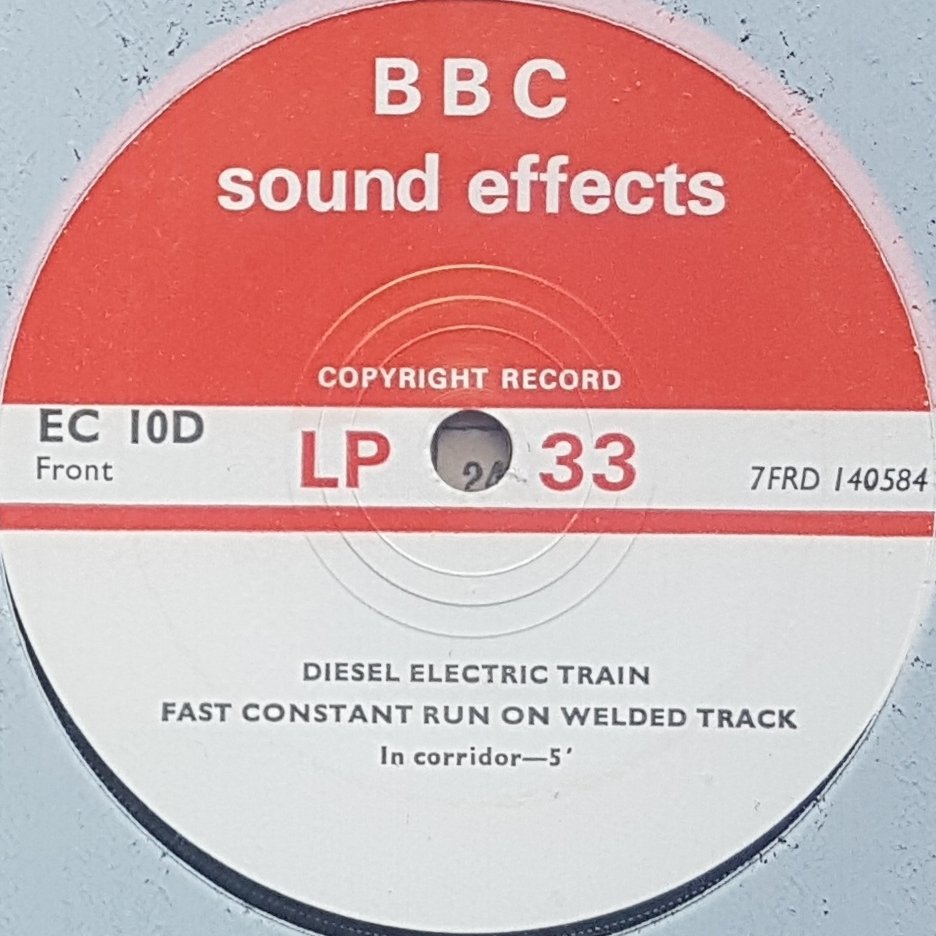 BBC
sound effects
COPYRIGHT RECORD
EC 10D
Front
LP 33
7FRD 140584
DIESEL ELECTRIC TRAIN
FAST CONSTANT RUN ON WELDED TRACK
In corridor—5′